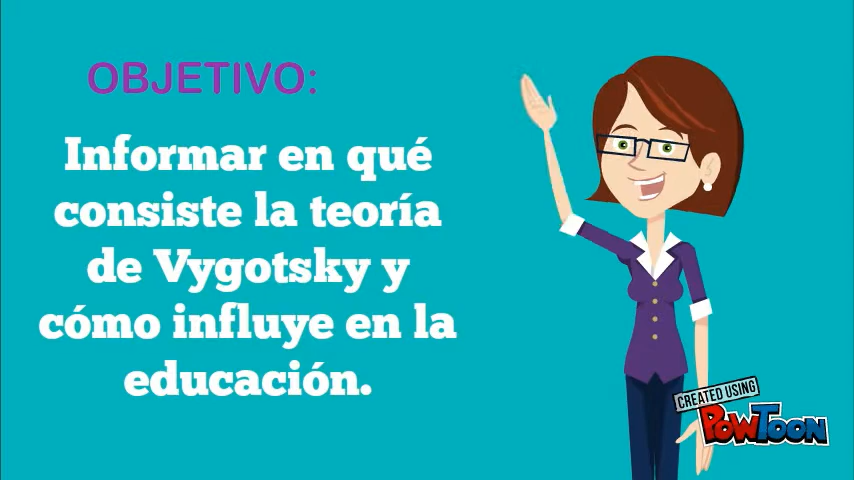 OBJETIVO:
Informar en qué
consiste la teoría
de Vygotsky y
cómo influye en la
educación.
CREATED USING
POWTOON